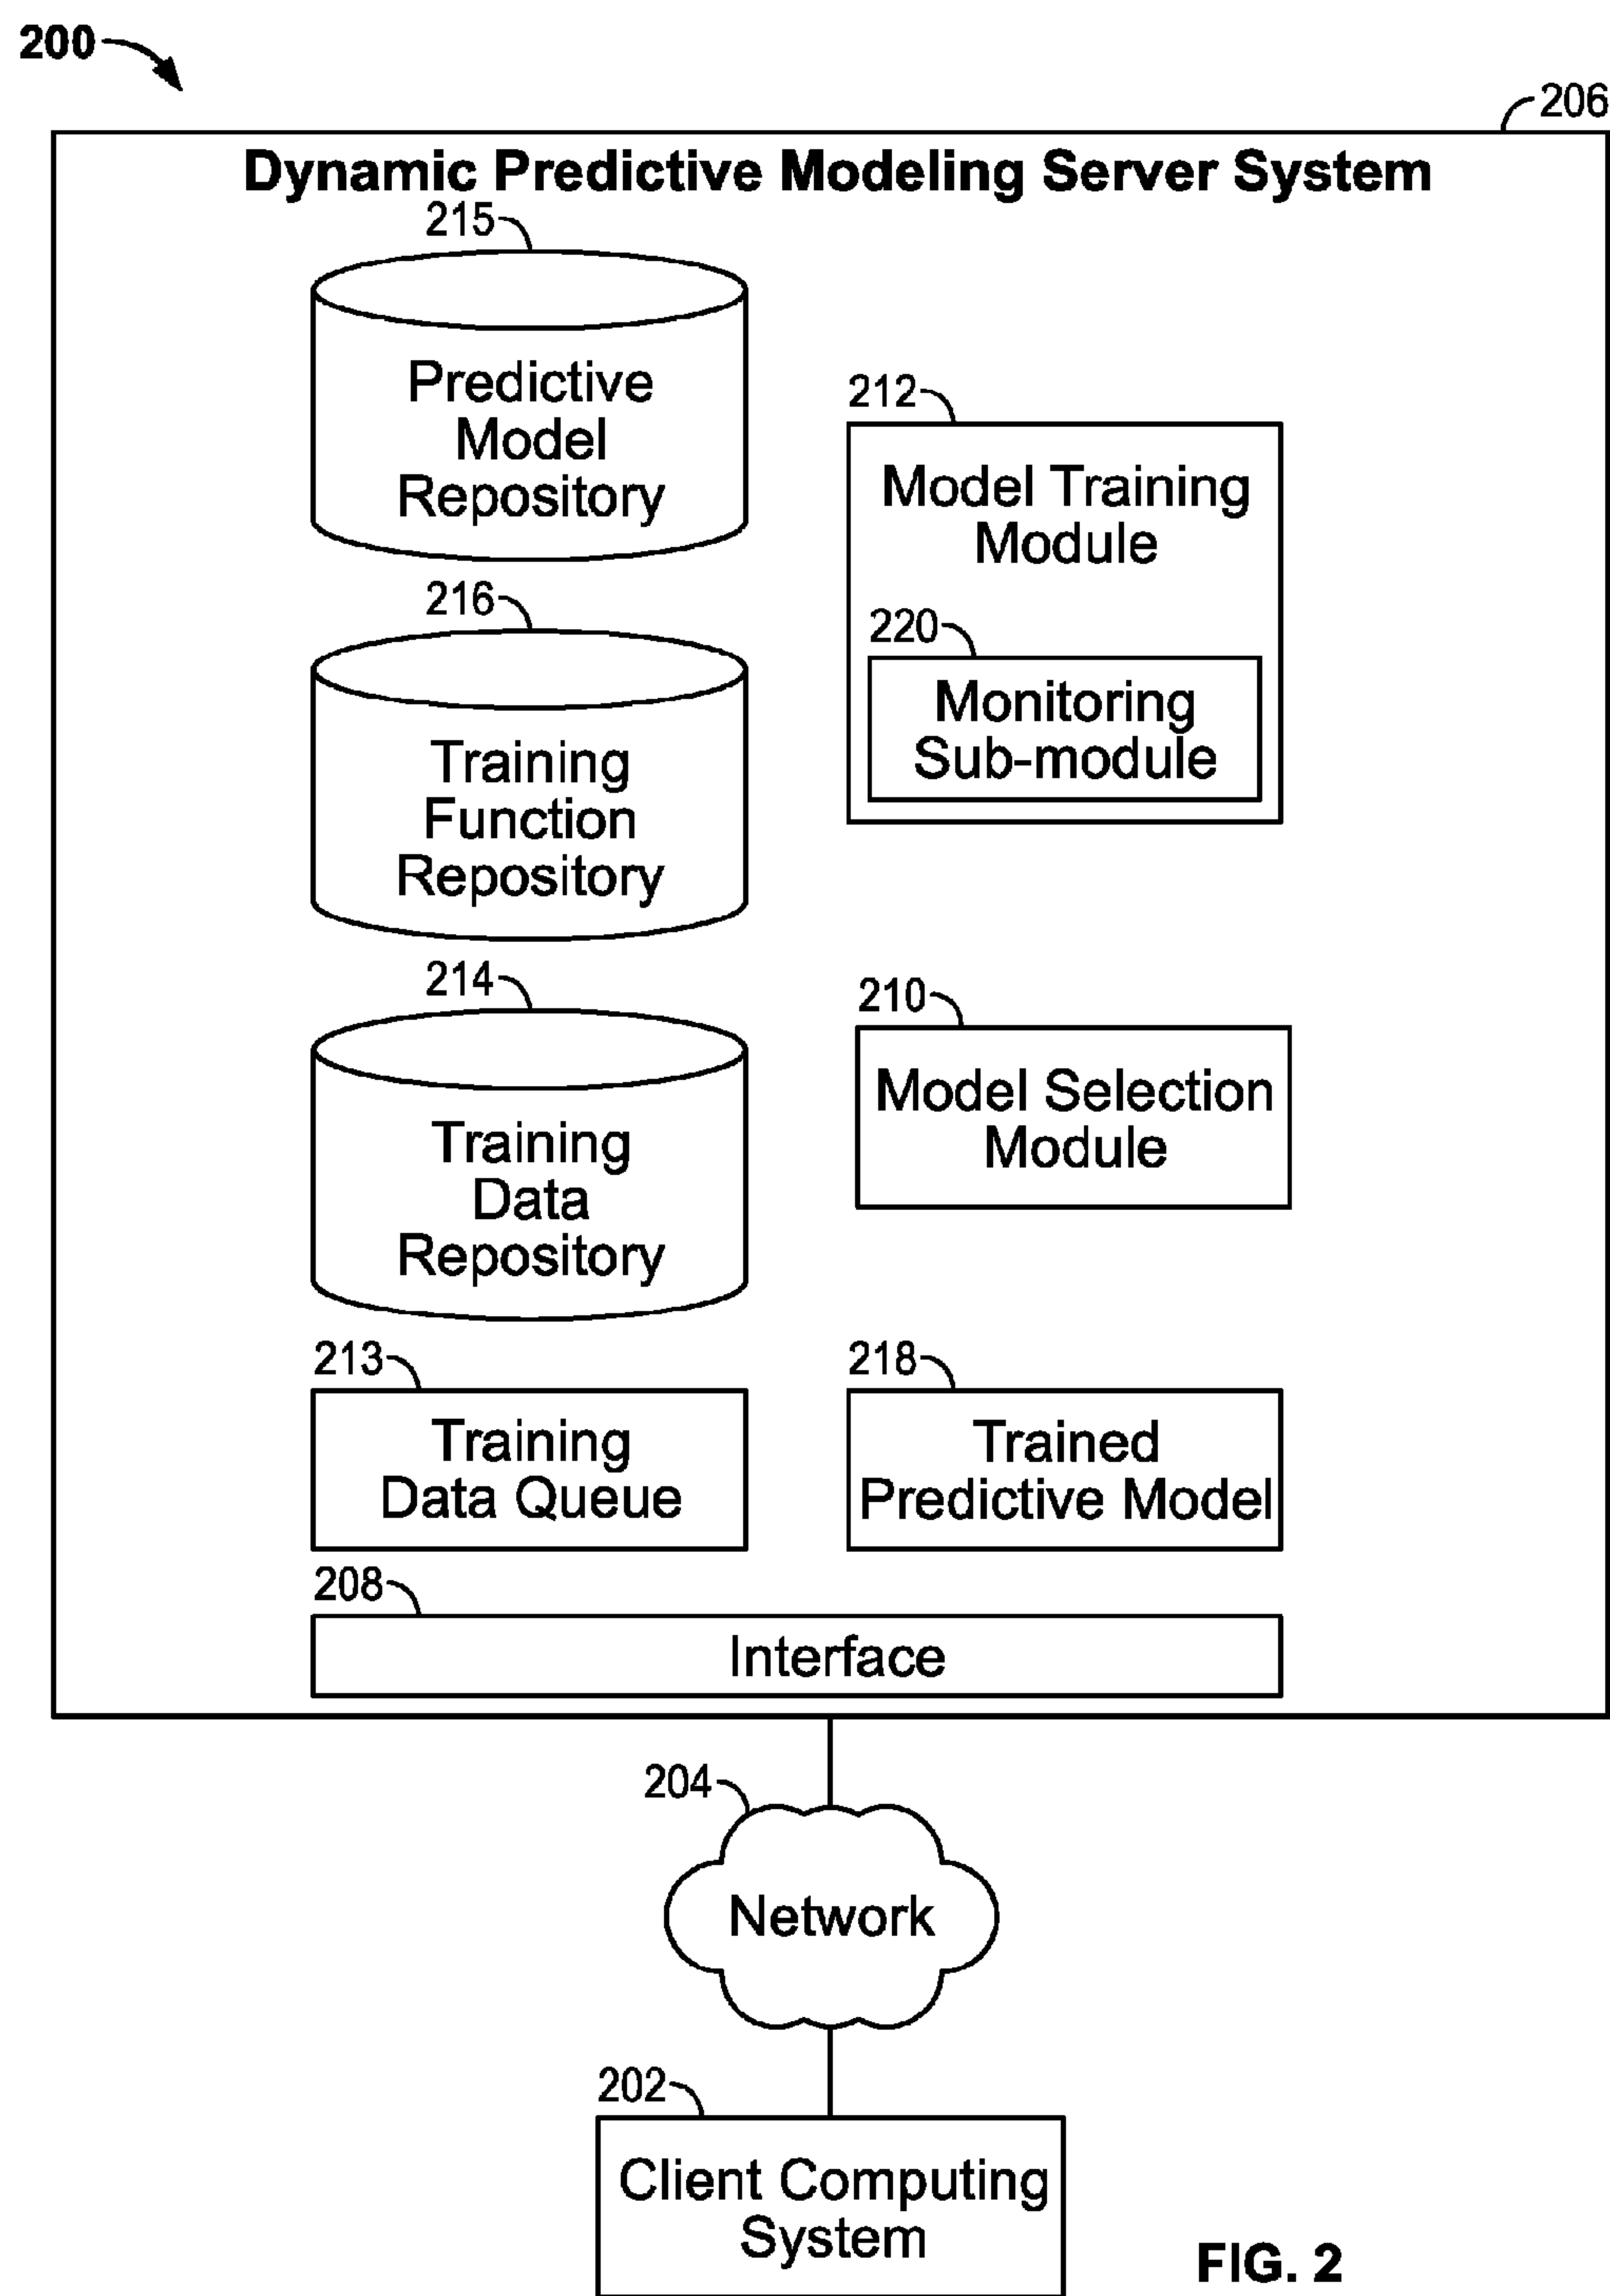 200
206
Dynamic Predictive Modeling Server System
215
Predictive
Model
Repository
212
Model Training
Module
220
Monitoring
Sub-module
216
Training
Function
Repository
214
Training
Data
Repository
210
Model Selection
Module
213
Training
Data Queue
218
Trained
Predictive Model
208
Interface
204
Network
202
Client Computing
System
FIG. 2